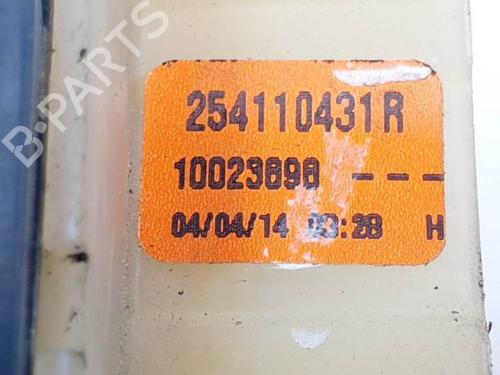 B-PARTS
254110431R
10023898 ---
04/04/14 03:28 H